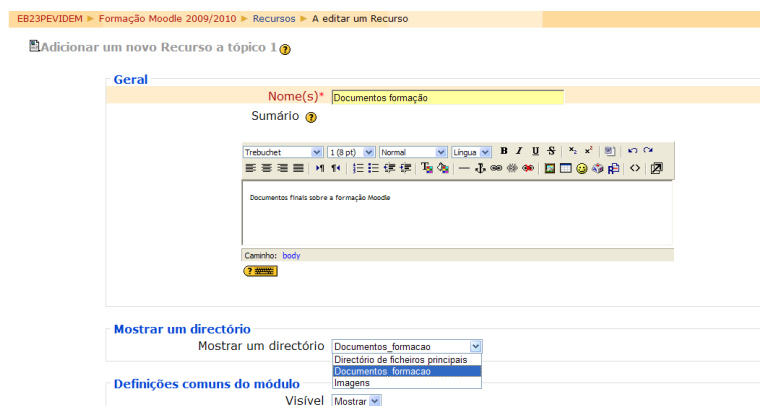 EB23PEVIDEM ► Formação Moodle 2009/2010 ► Recursos ► A editar um Recurso
Adicionar um novo Recurso a tópico 1
Geral
Nome(s)* Documentos formação
Sumário
Trebuchet 1 (8 pt) Normal Língua B I U S x₂ x²
Documentos finais sobre a formação Moodle
Caminho: body
Mostrar um directório
Mostrar um directório Documentos_formacao
Directório de ficheiros principais
Documentos_formacao
Imagens
Definições comuns do módulo
Visível Mostrar